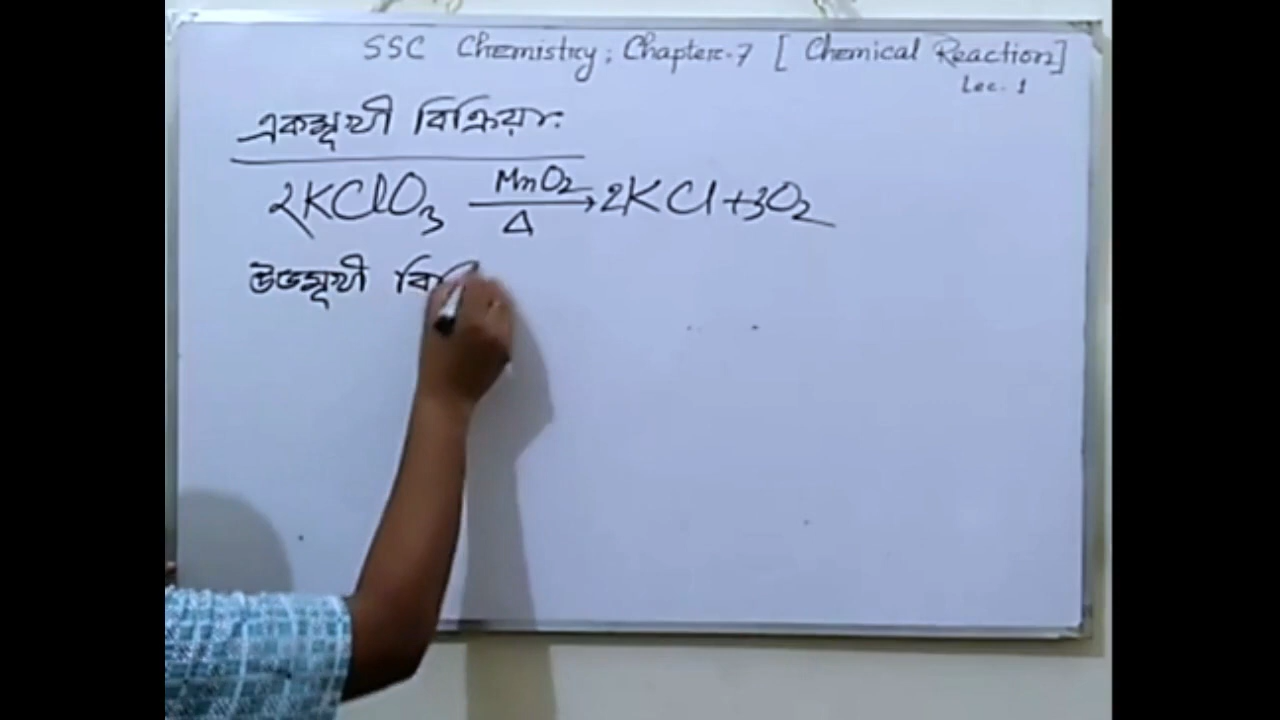 SSC Chemistry; Chapter-7 [Chemical Reaction]
Lec. 1
একমুখী বিক্রিয়া:
2KClO3 MnO2 Δ → 2KCl + 3O2
উভমুখী বি